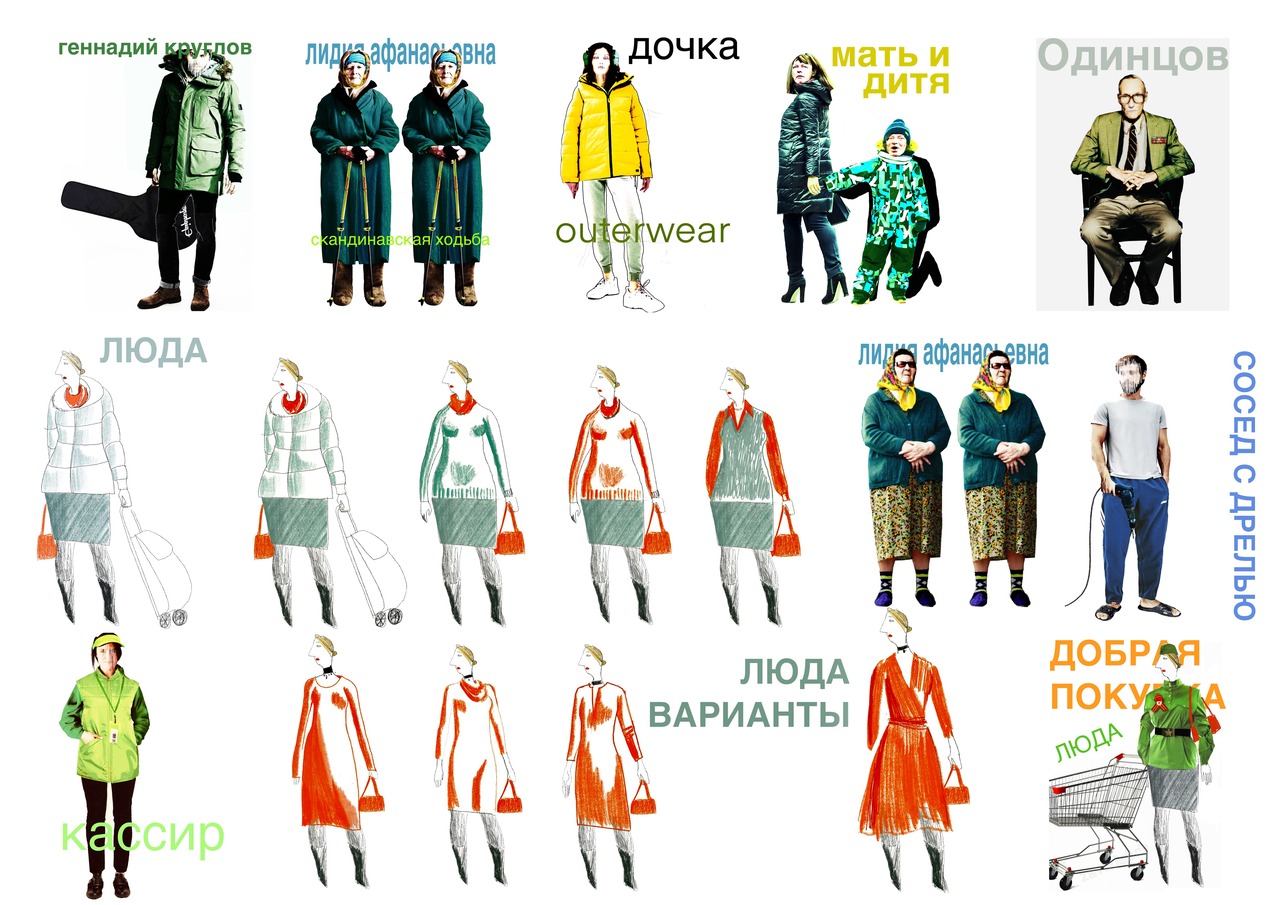 геннадий круглов
лидия афанасьевна
скандинавская ходьба
дочка
outerwear
мать и
дитя
Одинцов
ЛЮДА
лидия афанасьевна
СОСЕД С ДРЕЛЬЮ
кассир
ЛЮДА
ВАРИАНТЫ
ДОБРАЯ
ПОКУПКА
ЛЮДА